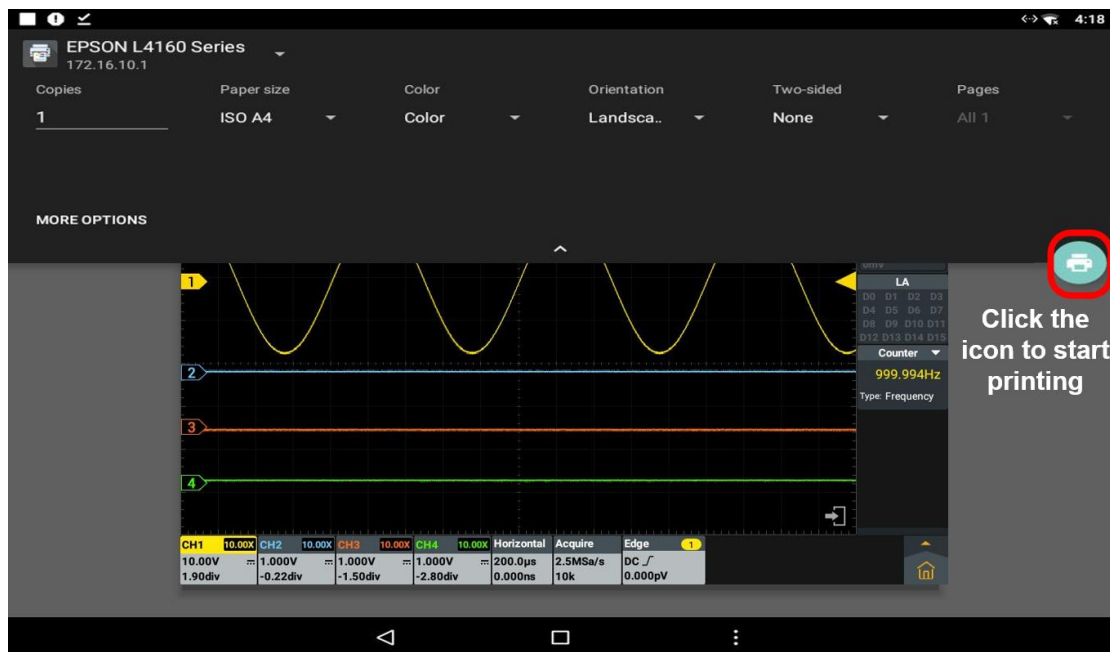 4:18
EPSON L4160 Series
172.16.10.1
Copies Paper size Color Orientation Two-sided Pages
1 ISO A4 Color Landsca.. None All 1
MORE OPTIONS
1
LA
D0 D1 D2 D3
D4 D5 D6 D7
D8 D9 D10 D11
D12 D13 D14 D15
Counter
999.994Hz
Type: Frequency
Click the
icon to start
printing
2
3
4
CH1 10.00X CH2 10.00X CH3 10.00X CH4 10.00X Horizontal Acquire Edge 1
10.00V 1.000V 1.000V 1.000V 200.0μs 2.5MSa/s DC
1.90div -0.22div -1.50div -2.80div 0.000ns 10k 0.000pV